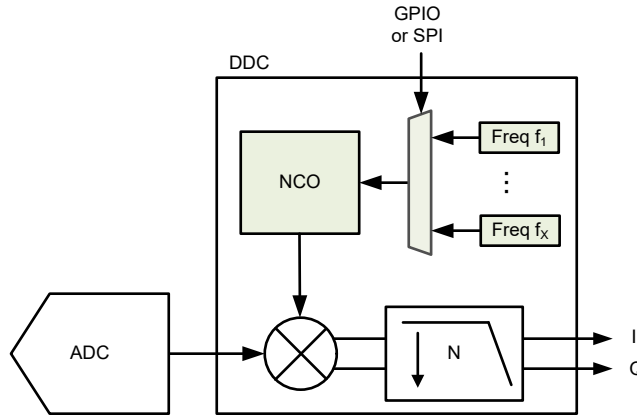 GPIO
or SPI
DDC
Freq f₁
NCO
⋮
Freq fₓ
ADC
N
I
Q